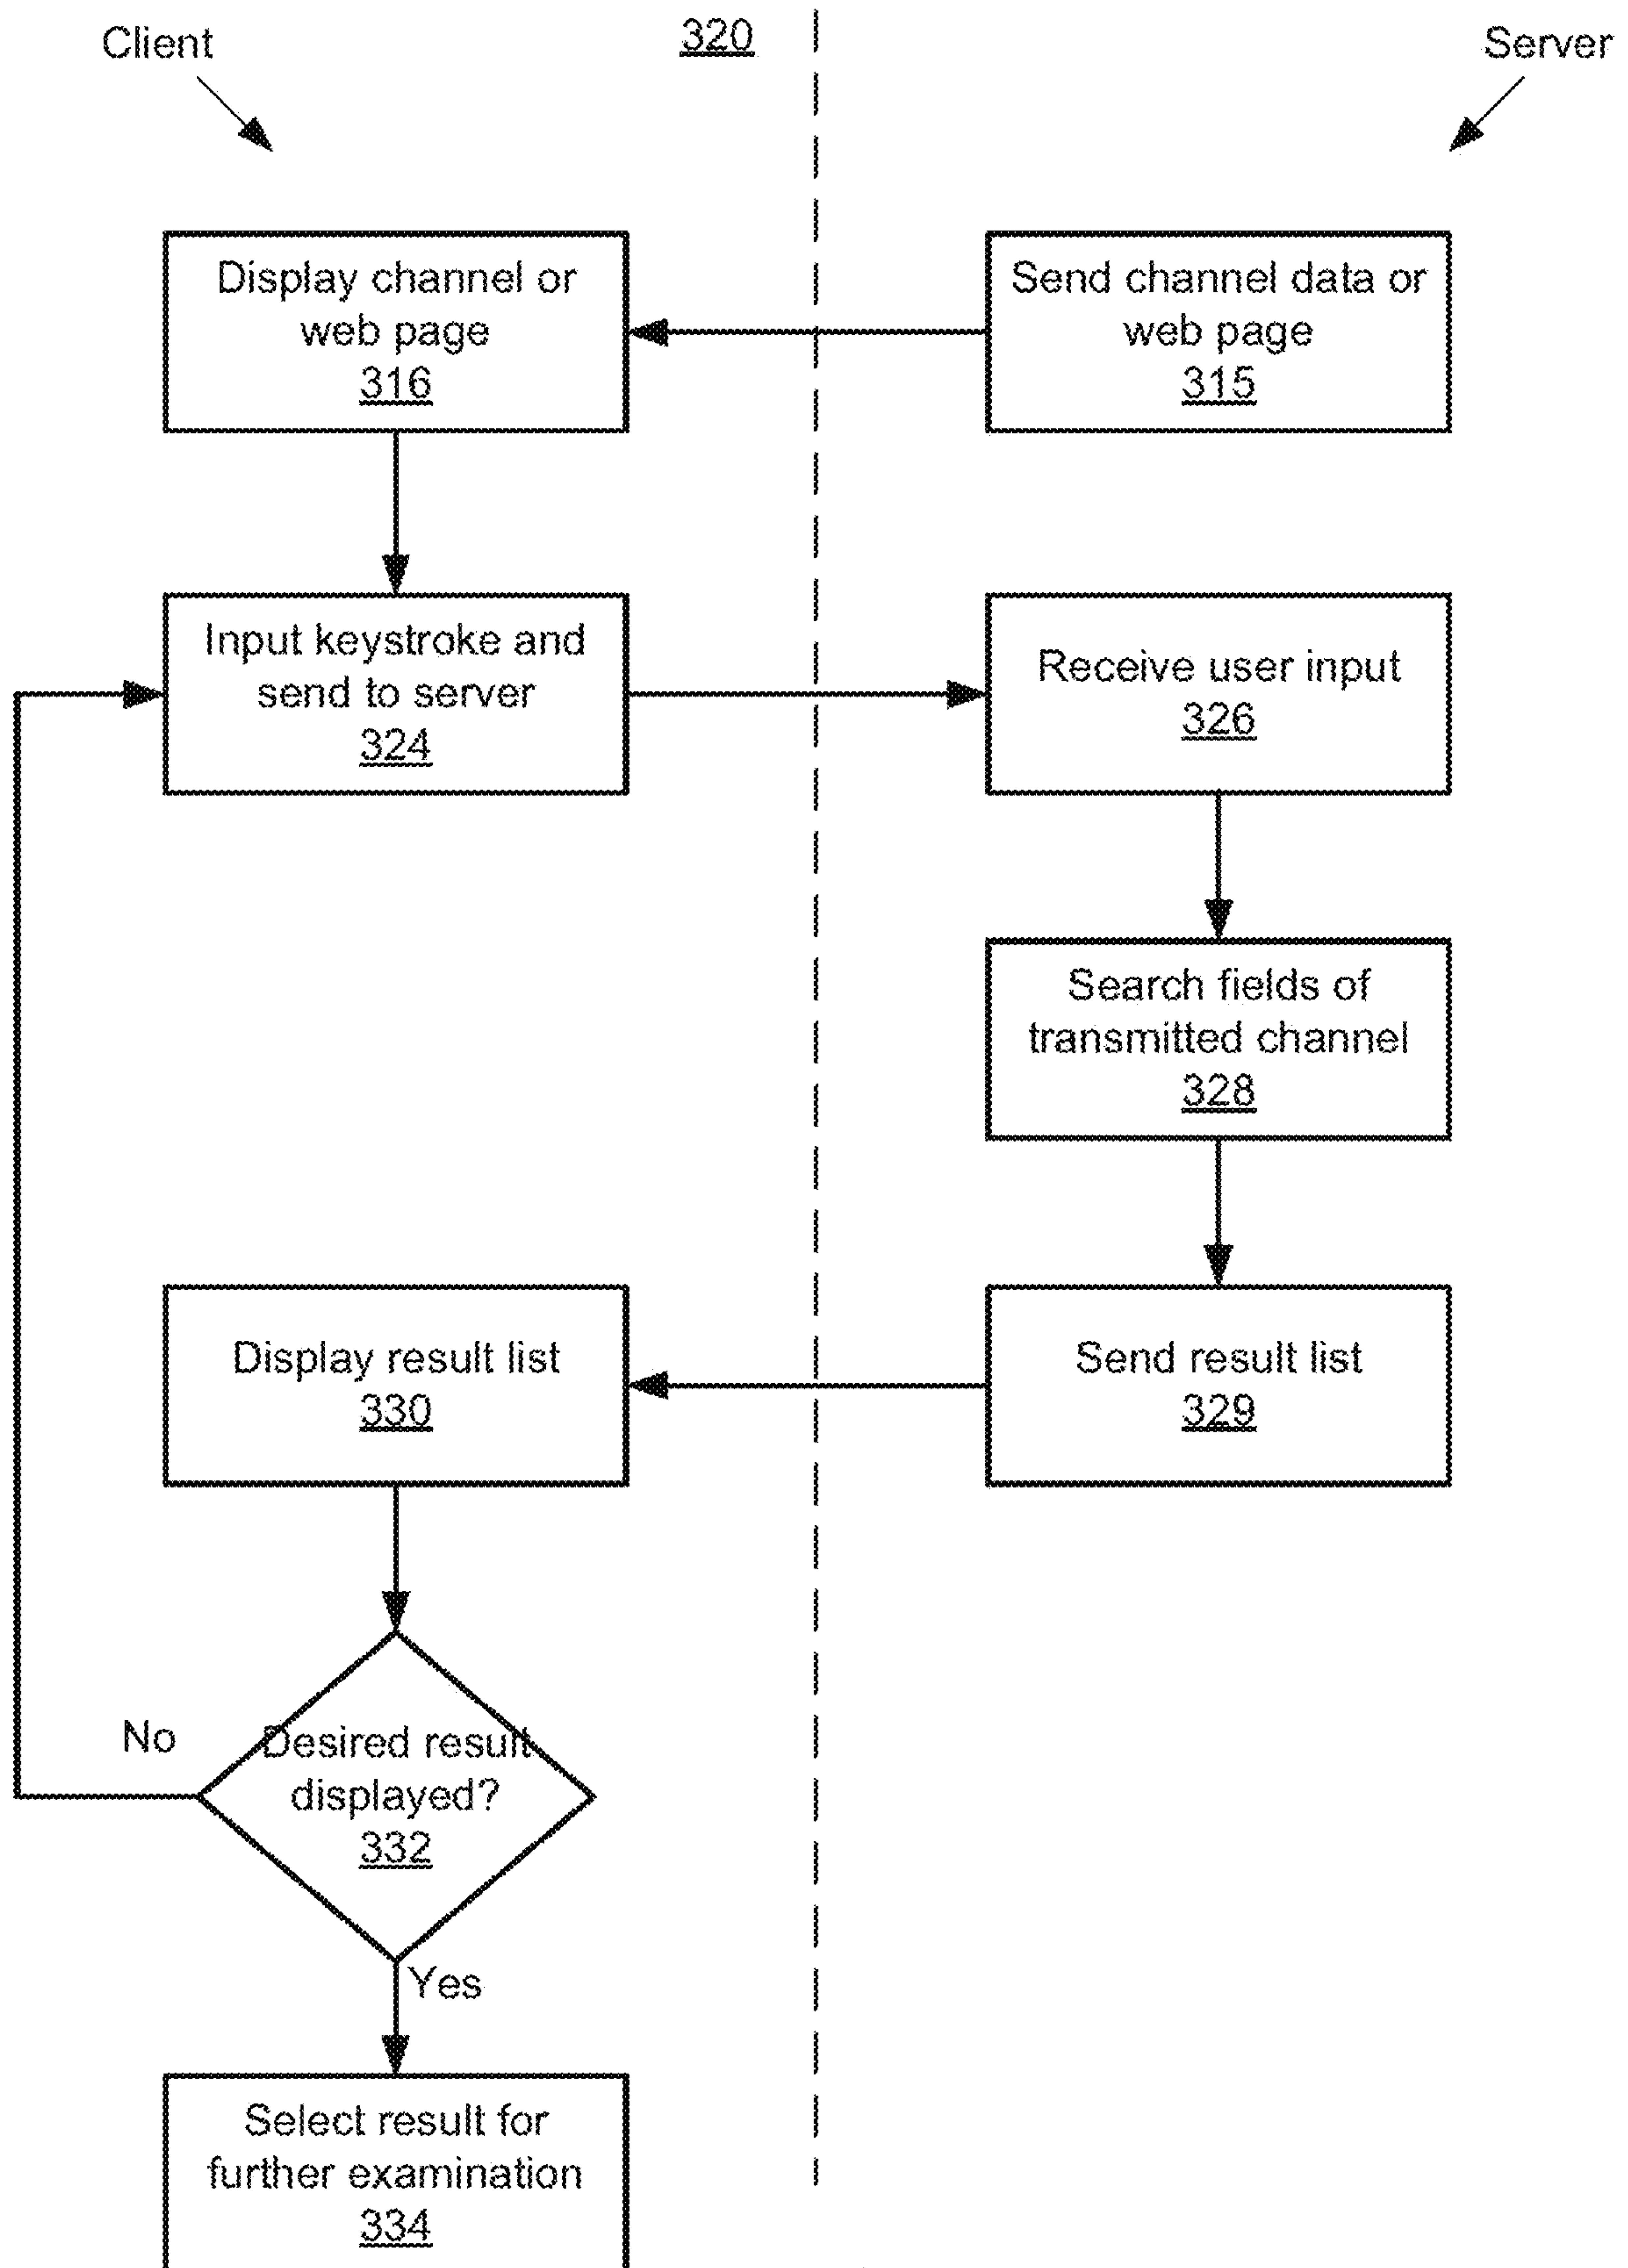 Client
320
Server
Display channel or
web page
316
Send channel data or
web page
315
Input keystroke and
send to server
324
Receive user input
326
Search fields of
transmitted channel
328
Display result list
330
Send result list
329
No
Desired result
displayed?
332
Yes
Select result for
further examination
334